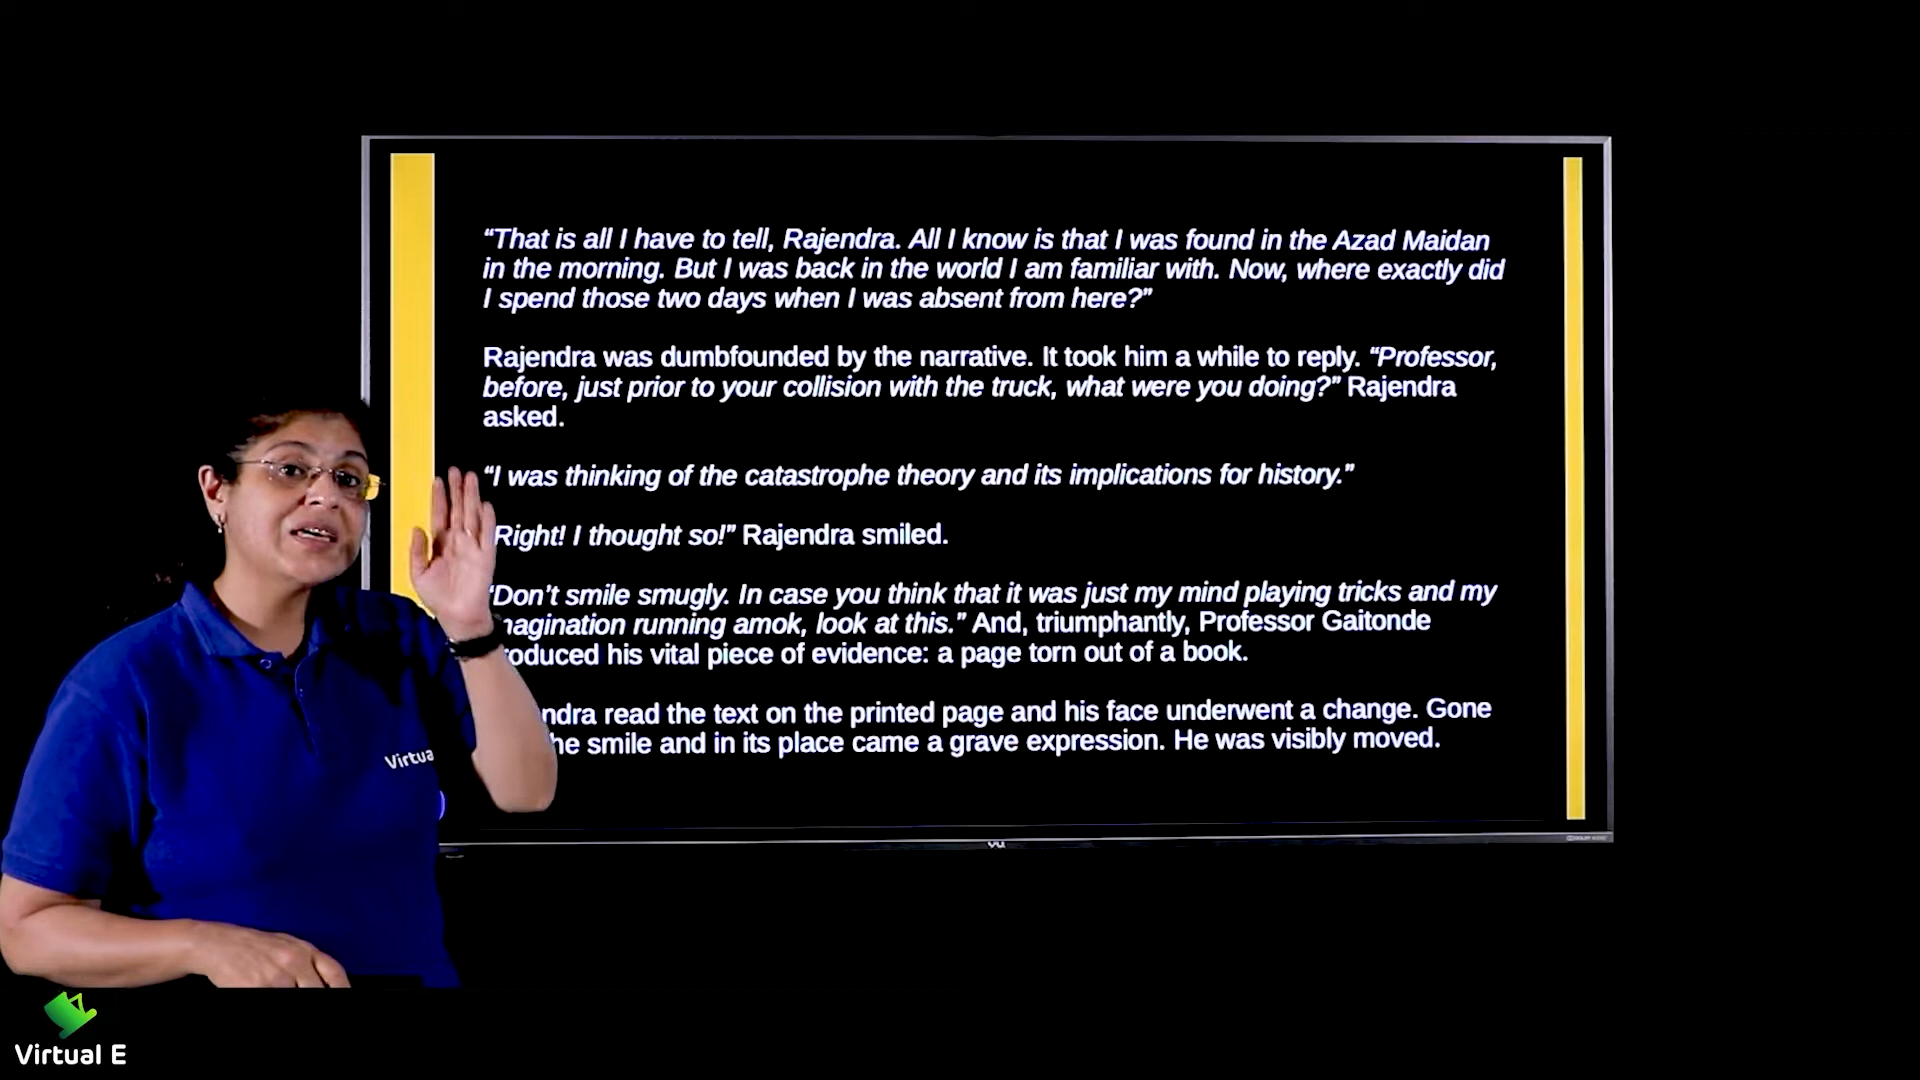 “That is all I have to tell, Rajendra. All I know is that I was found in the Azad Maidan
in the morning. But I was back in the world I am familiar with. Now, where exactly did
I spend those two days when I was absent from here?”
Rajendra was dumbfounded by the narrative. It took him a while to reply. “Professor,
before, just prior to your collision with the truck, what were you doing?” Rajendra
asked.
“I was thinking of the catastrophe theory and its implications for history.”
Right! I thought so!” Rajendra smiled.
“Don’t smile smugly. In case you think that it was just my mind playing tricks and my
magination running amok, look at this.” And, triumphantly, Professor Gaitonde
roduced his vital piece of evidence: a page torn out of a book.
ndra read the text on the printed page and his face underwent a change. Gone
he smile and in its place came a grave expression. He was visibly moved.
Virtua
VU
Virtual E